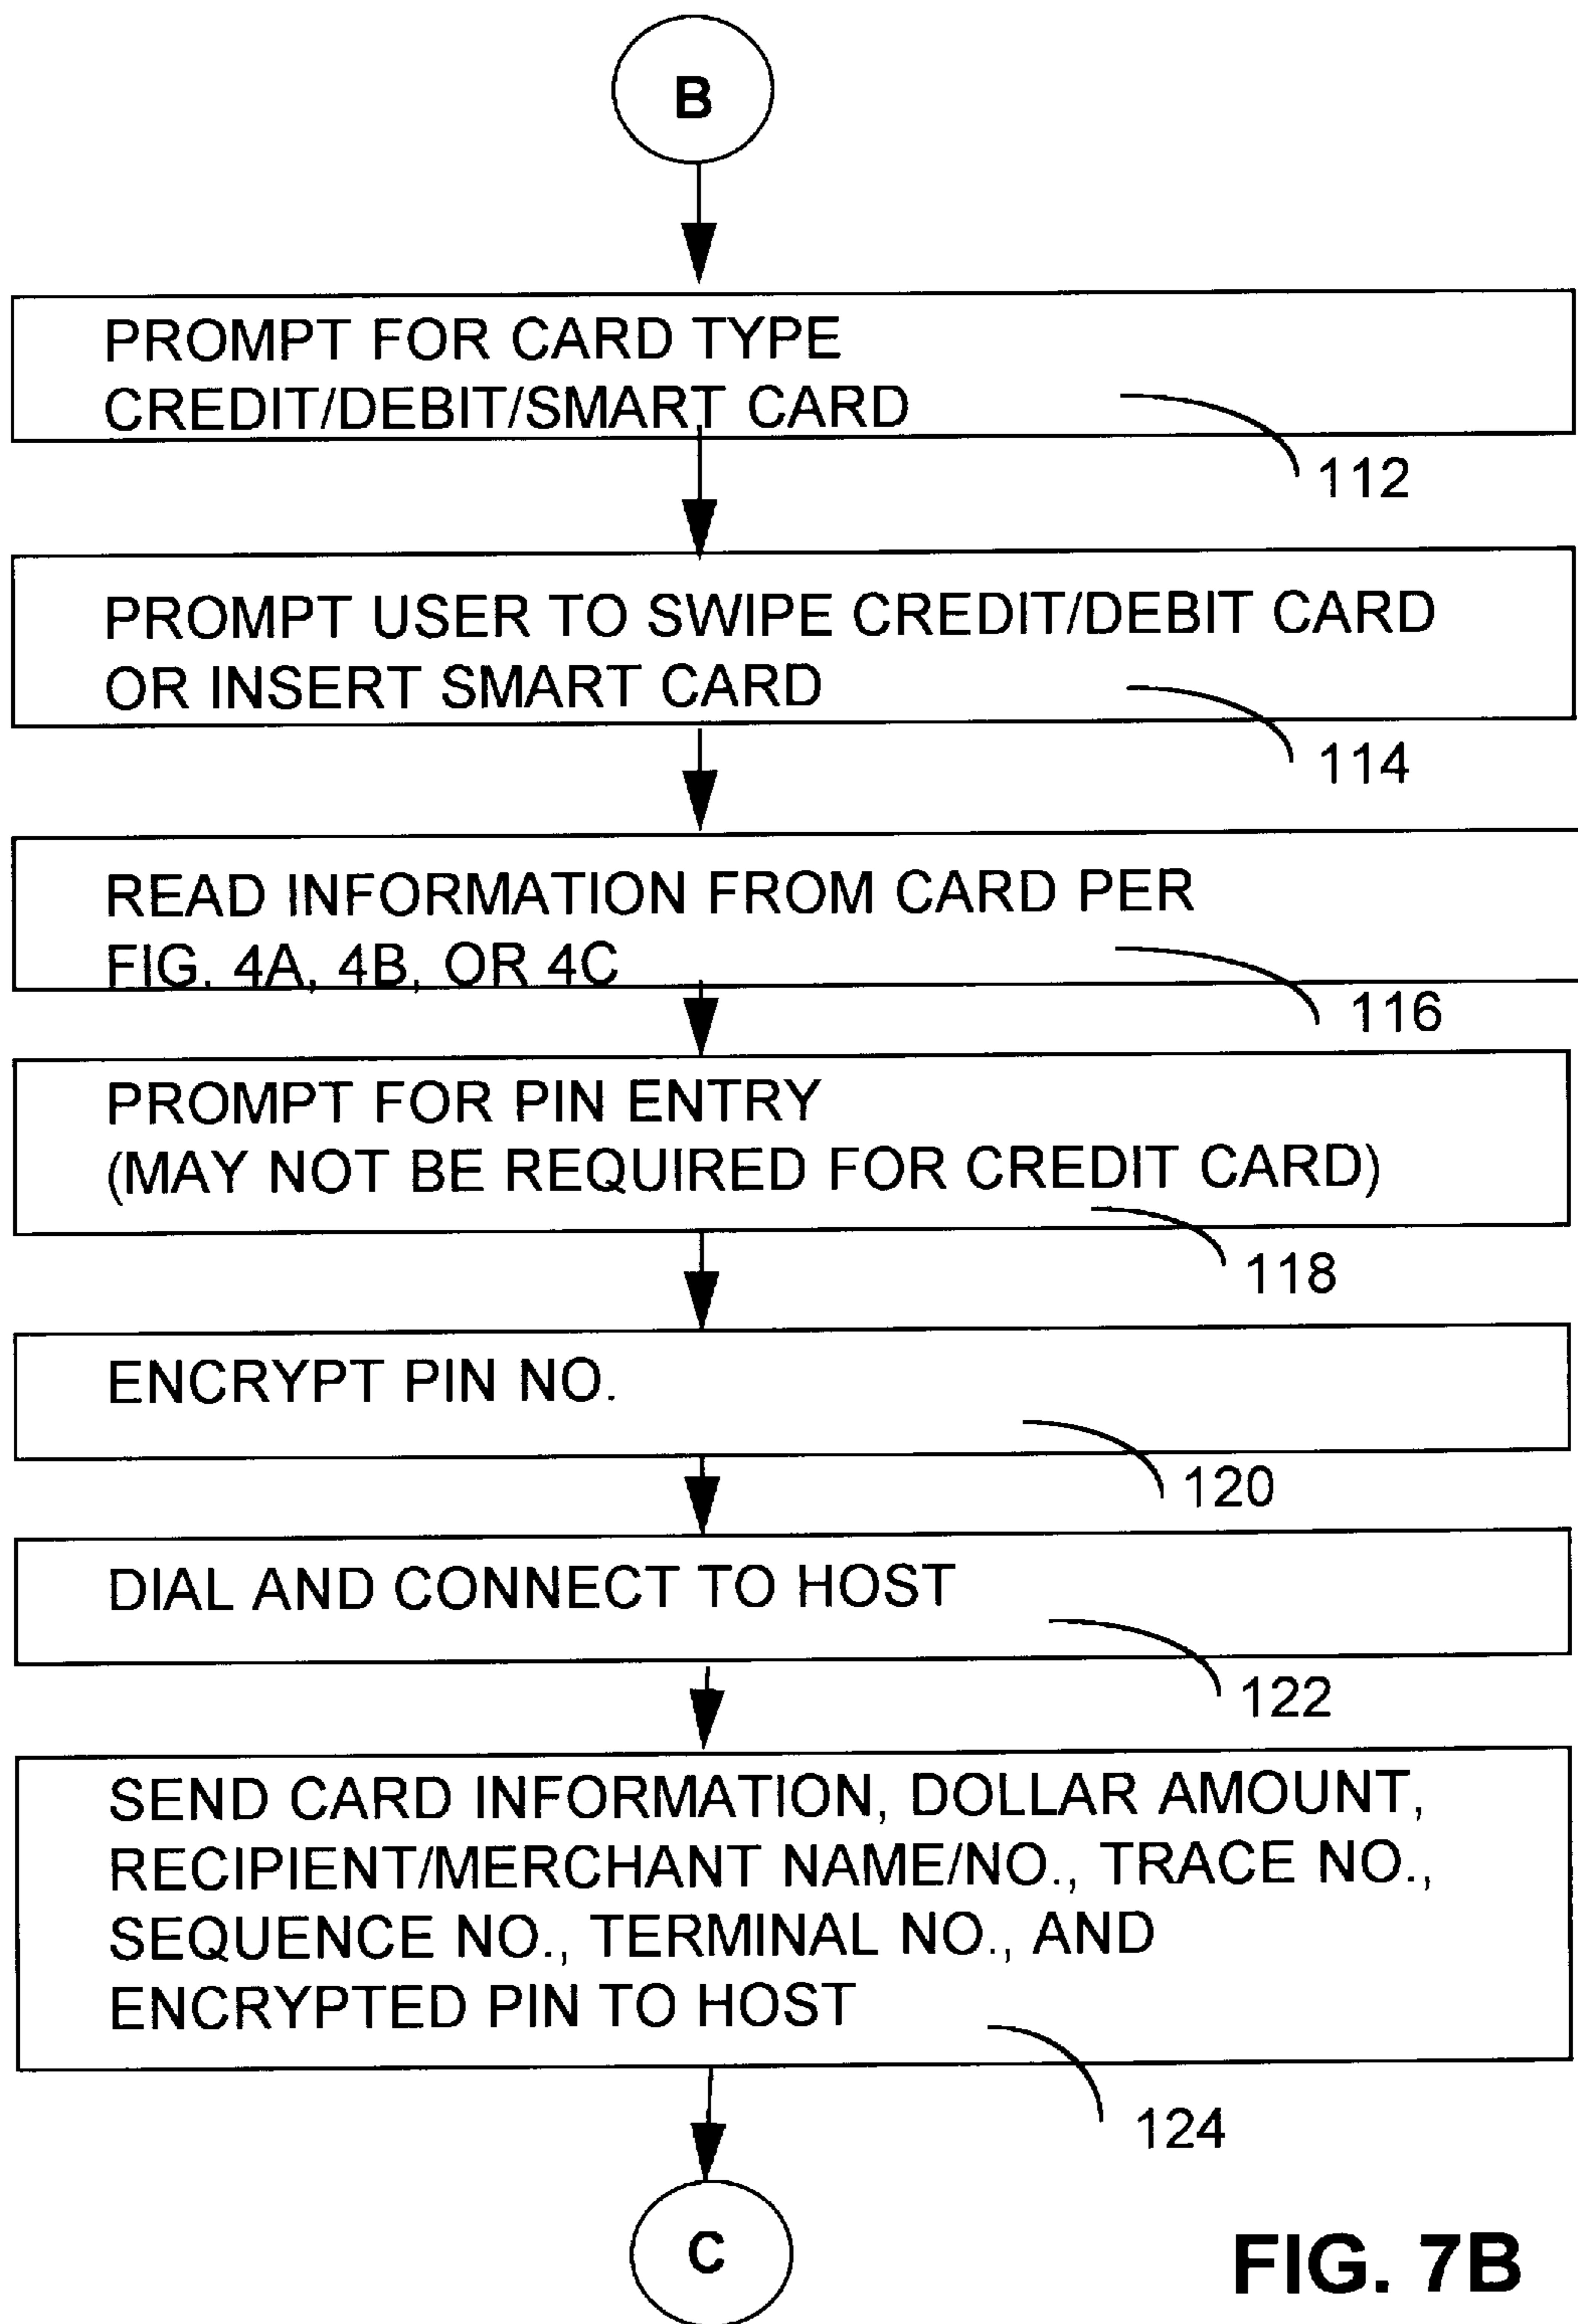 B
PROMPT FOR CARD TYPE
CREDIT/DEBIT/SMART CARD
112
PROMPT USER TO SWIPE CREDIT/DEBIT CARD
OR INSERT SMART CARD
114
READ INFORMATION FROM CARD PER
FIG. 4A, 4B, OR 4C
116
PROMPT FOR PIN ENTRY
(MAY NOT BE REQUIRED FOR CREDIT CARD)
118
ENCRYPT PIN NO.
120
DIAL AND CONNECT TO HOST
122
SEND CARD INFORMATION, DOLLAR AMOUNT,
RECIPIENT/MERCHANT NAME/NO., TRACE NO.,
SEQUENCE NO., TERMINAL NO., AND
ENCRYPTED PIN TO HOST
124
C
FIG. 7B